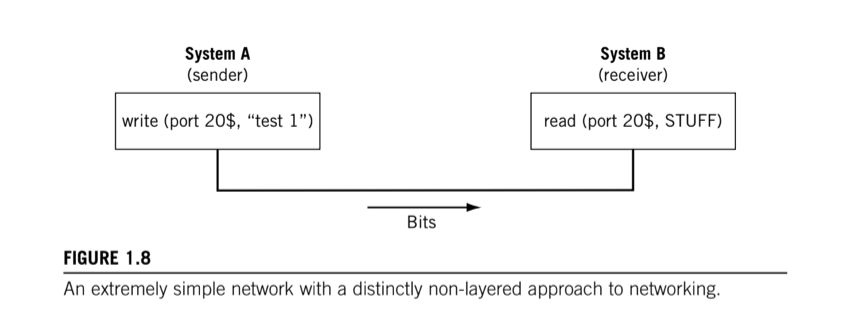 System A
(sender)
System B
(receiver)
write (port 20$, “test 1”)
read (port 20$, STUFF)
Bits
FIGURE 1.8
An extremely simple network with a distinctly non-layered approach to networking.